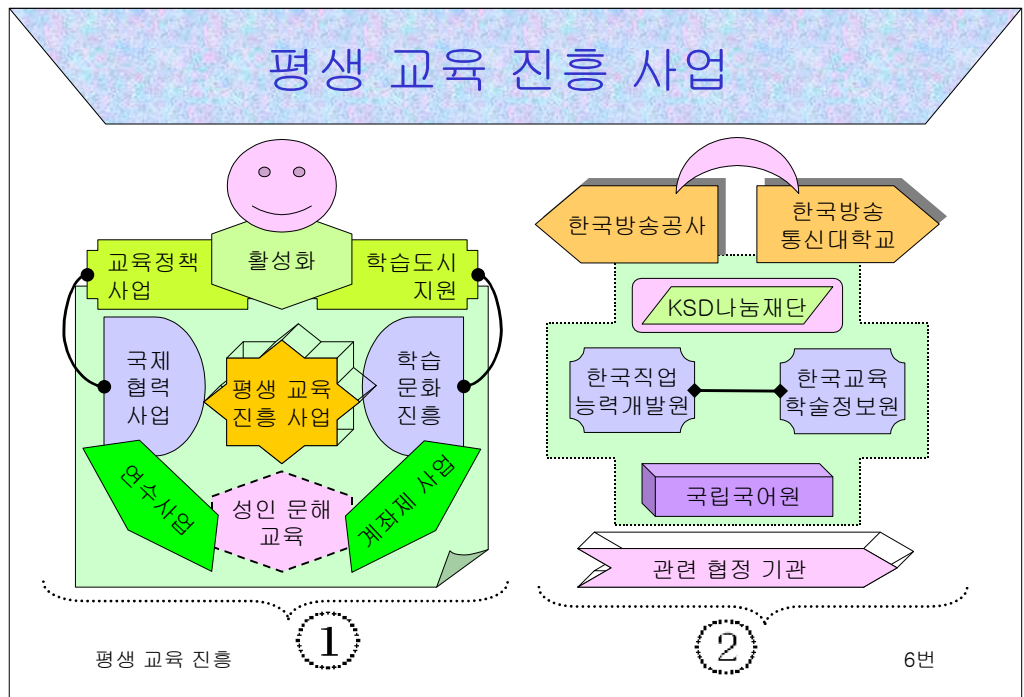 평생 교육 진흥 사업
활성화
교육정책
사업
학습도시
지원
국제
협력
사업
평생 교육
진흥 사업
학습
문화
진흥
연수사업
성인 문해
교육
계좌제 사업
1
한국방송공사
한국방송
통신대학교
KSD나눔재단
한국직업
능력개발원
한국교육
학술정보원
국립국어원
관련 협정 기관
2
평생 교육 진흥
6번